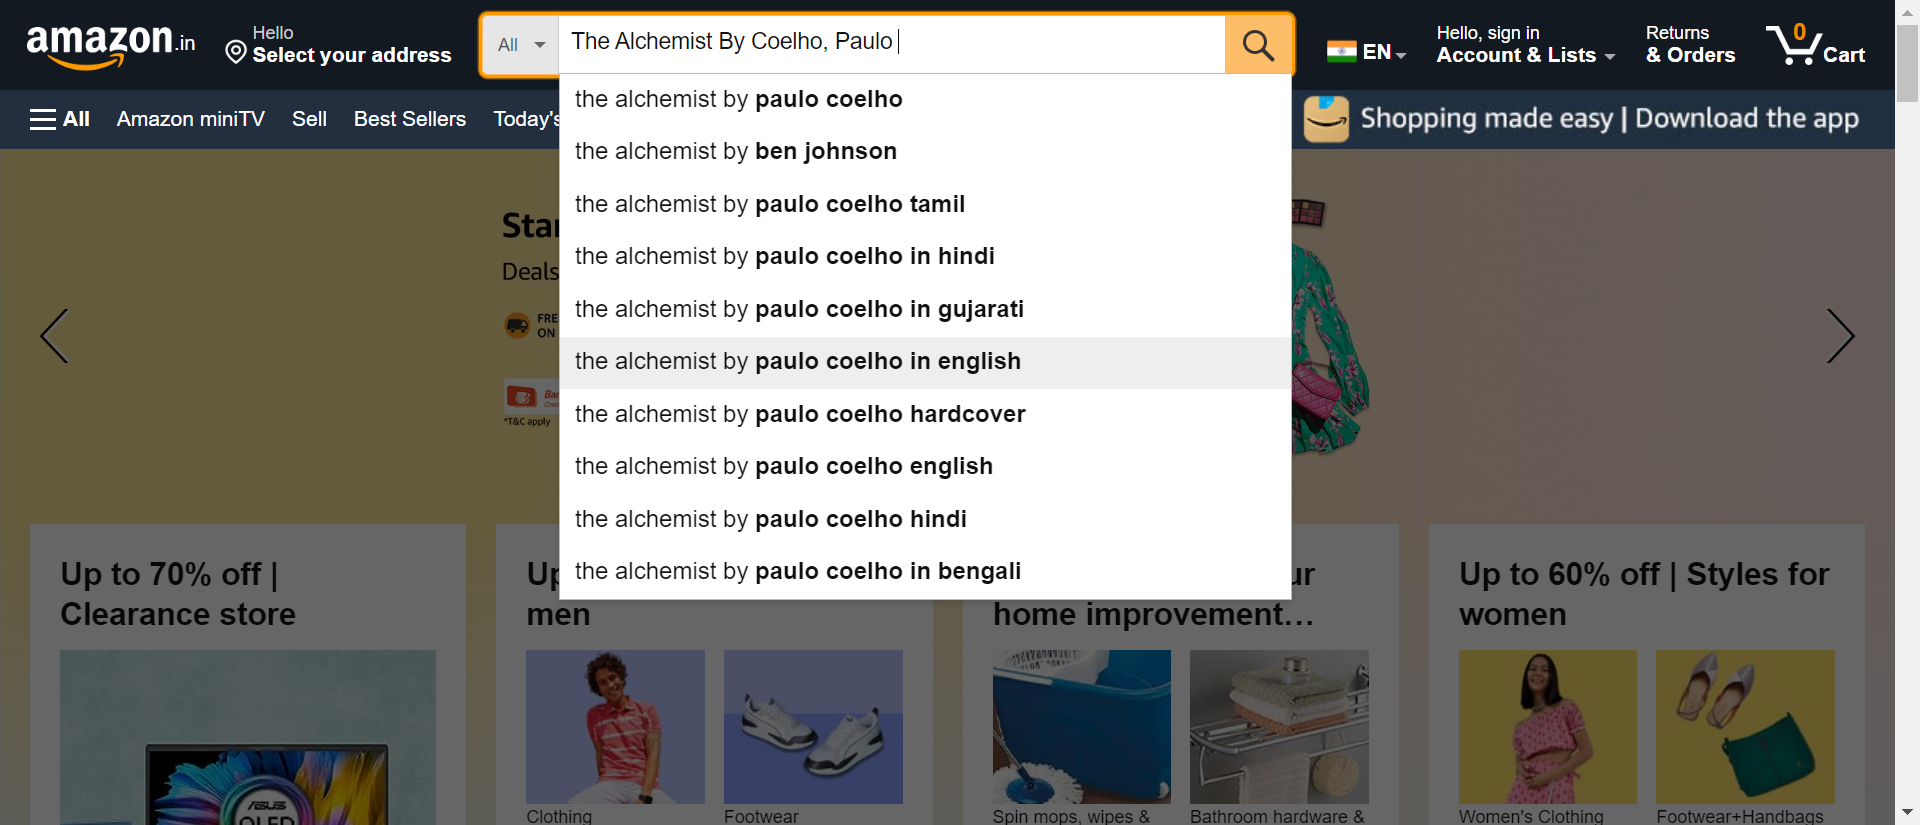 amazon.in
Hello
Select your address
All
The Alchemist By Coelho, Paulo
EN
Hello, sign in
Account & Lists
Returns
& Orders
0
Cart
All
Amazon miniTV
Sell
Best Sellers
Today's
Shopping made easy | Download the app
the alchemist by paulo coelho
the alchemist by ben johnson
the alchemist by paulo coelho tamil
the alchemist by paulo coelho in hindi
the alchemist by paulo coelho in gujarati
the alchemist by paulo coelho in english
the alchemist by paulo coelho hardcover
the alchemist by paulo coelho english
the alchemist by paulo coelho hindi
the alchemist by paulo coelho in bengali
Deals
FRE
ON
*T&C apply
Up to 70% off |
Clearance store
men
home improvement...
Up to 60% off | Styles for
women
ASUS
OLED
Clothing
Footwear
Spin mops, wipes &
Bathroom hardware &
Women's Clothing
Footwear+Handbags